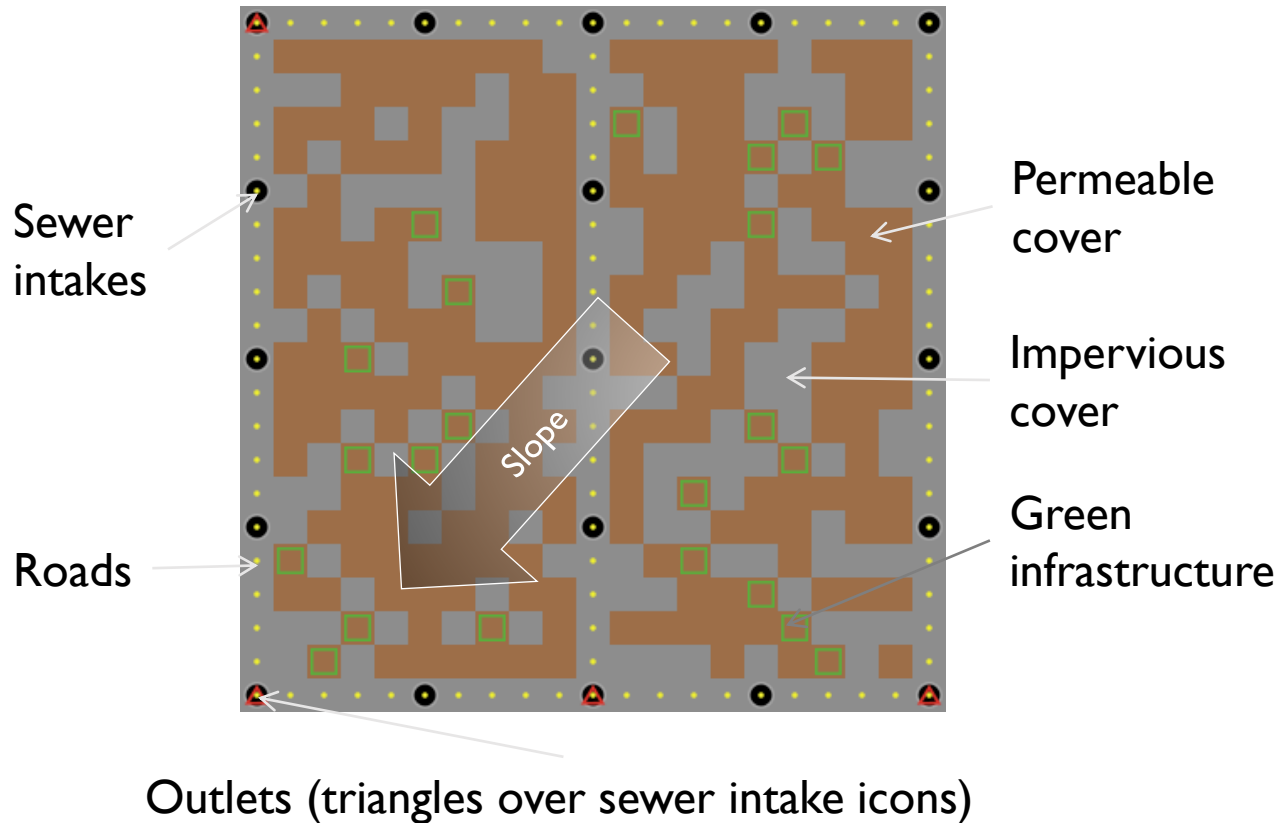 Sewer
intakes
Roads
Slope
Permeable
cover
Impervious
cover
Green
infrastructure
Outlets (triangles over sewer intake icons)